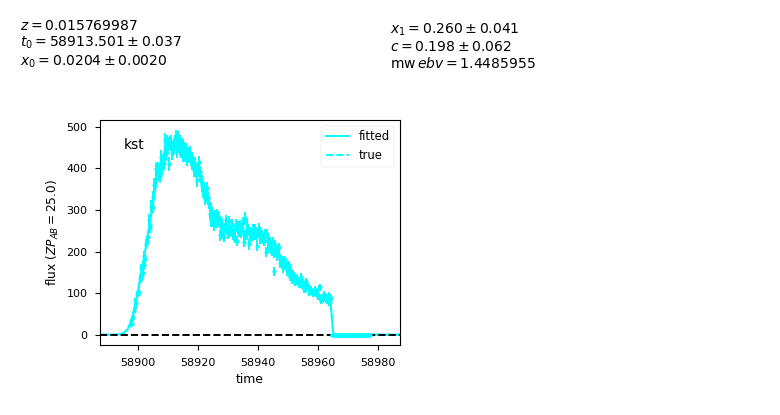 z = 0.015769987
t₀ = 58913.501 ± 0.037
x₀ = 0.0204 ± 0.0020
x₁ = 0.260 ± 0.041
c = 0.198 ± 0.062
mw ebv = 1.4485955
kst
fitted
true
500
400
300
200
100
0
flux (ZP_AB = 25.0)
58900 58920 58940 58960 58980
time